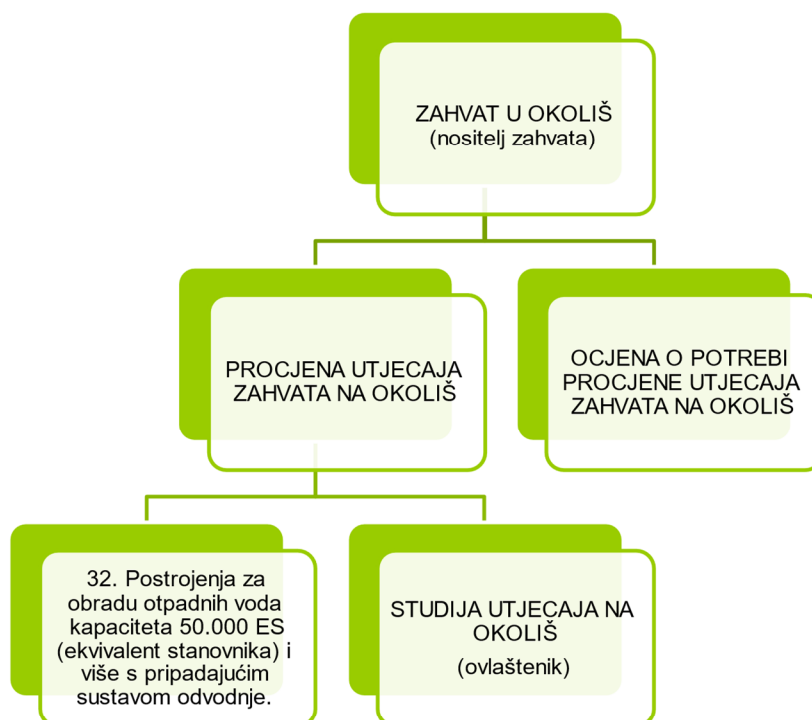 ZAHVAT U OKOLIŠ
(nositelj zahvata)
PROCJENA UTJECAJA
ZAHVATA NA OKOLIŠ
OCJENA O POTREBI
PROCJENE UTJECAJA
ZAHVATA NA OKOLIŠ
32. Postrojenja za
obradu otpadnih voda
kapaciteta 50.000 ES
(ekvivalent stanovnika) i
više s pripadajućim
sustavom odvodnje.
STUDIJA UTJECAJA NA
OKOLIŠ
(ovlaštenik)